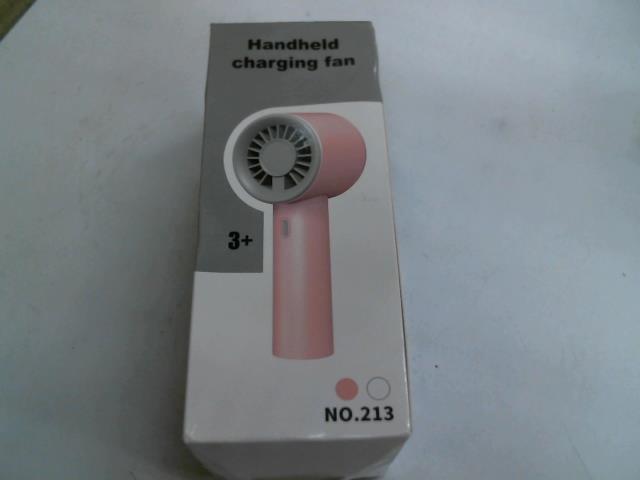 Handheld
charging fan
3+
NO.213